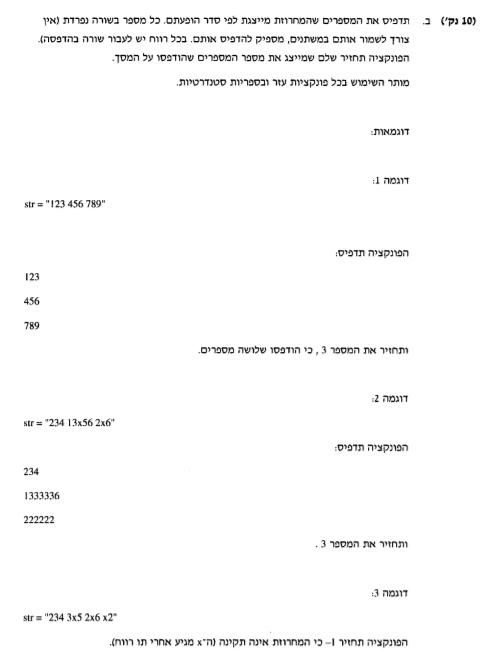 (10 נק') ב. תדפיס את המספרים שהמחרוזת מייצגת לפי סדר הופעתם. כל מספר בשורה נפרדת (אין
צורך לשמור אותם במשתנים, מספיק להדפיס אותם. בכל רווח יש לעבור שורה בהדפסה).
הפונקציה תחזיר שלם שמייצג את מספר המספרים שהודפסו על המסך.
מותר השימוש בכל פונקציות עזר ובספריות סטנדרטיות.
דוגמאות:
דוגמה 1:
str = "123 456 789"
הפונקציה תדפיס:
123
456
789
ותחזיר את המספר 3 , כי הודפסו שלושה מספרים.
דוגמה 2:
str = "234 13x56 2x6"
הפונקציה תדפיס:
234
1333336
222222
ותחזיר את המספר 3 .
דוגמה 3:
str = "234 3x5 2x6 x2"
הפונקציה תחזיר 1– כי המחרוזת אינה תקינה (ה־x מגיע אחרי תו רווח).